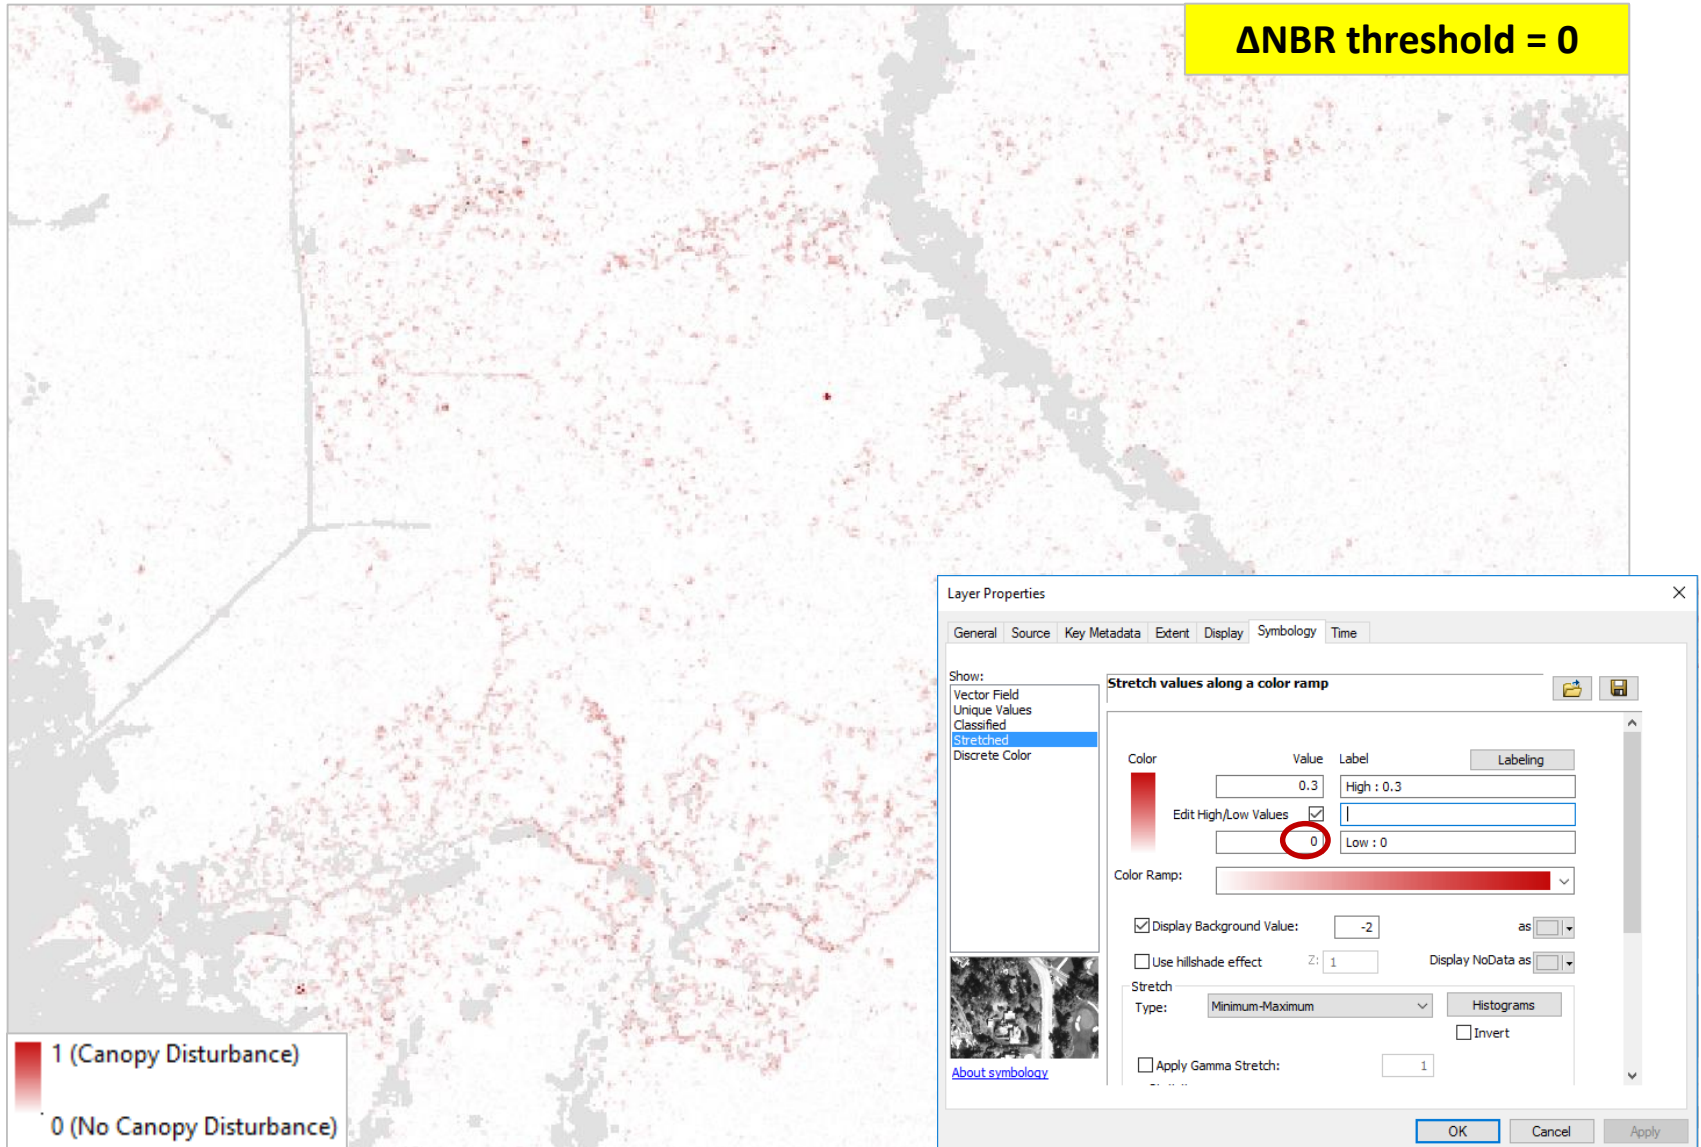 ΔNBR threshold = 0
Layer Properties
General Source Key Metadata Extent Display Symbology Time
Show:
Vector Field
Unique Values
Classified
Stretched
Discrete Color
About symbology
Stretch values along a color ramp
Color Value Label Labeling
0.3 High : 0.3
Edit High/Low Values
0 Low : 0
Color Ramp:
Display Background Value: -2 as
Use hillshade effect Z: 1 Display NoData as
Stretch
Type: Minimum-Maximum Histograms
Invert
Apply Gamma Stretch: 1
OK Cancel Apply
1 (Canopy Disturbance)
0 (No Canopy Disturbance)